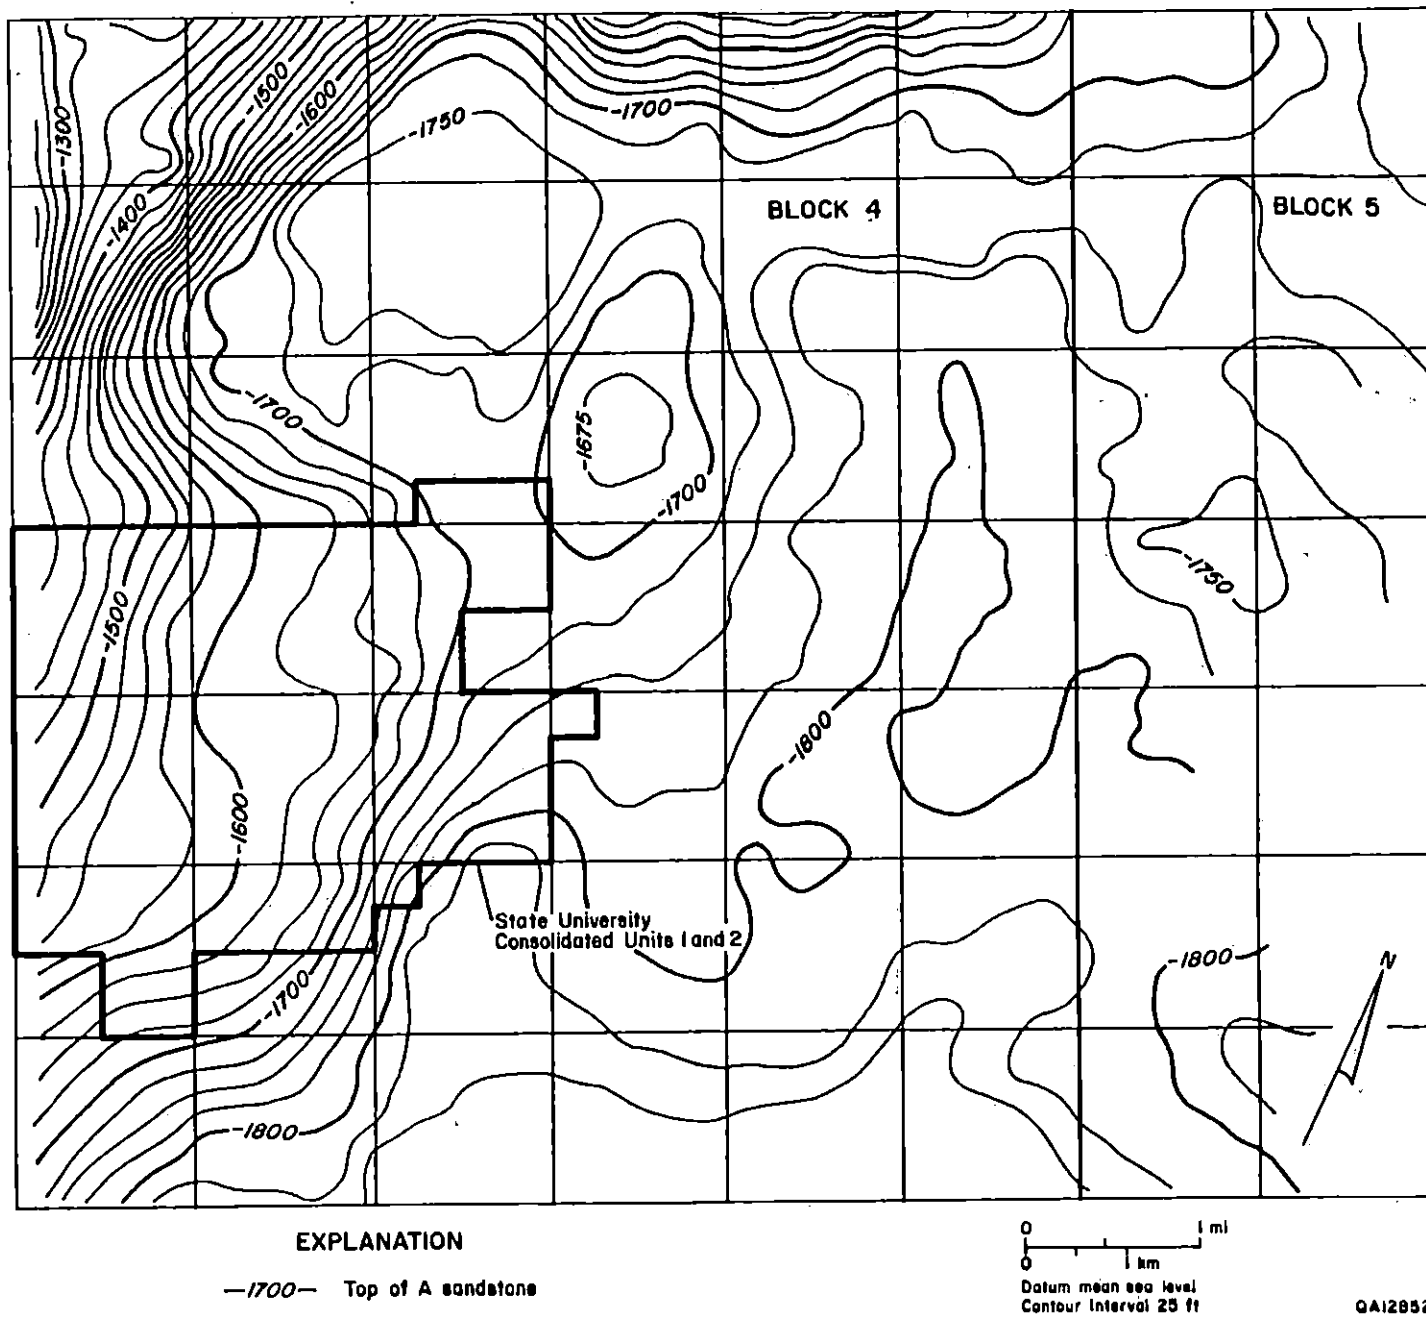 -1500
-1600
-1300
-1750
-1700
-1400
BLOCK 4
BLOCK 5
-1700
-1675
-1700
-1500
-1750
-1800
-1600
State University
Consolidated Units 1 and 2
-1800
N
-1700
-1800
EXPLANATION
—1700— Top of A sandstone
0 1 mi
0 1 km
Datum mean sea level
Contour Interval 25 ft
QA12852